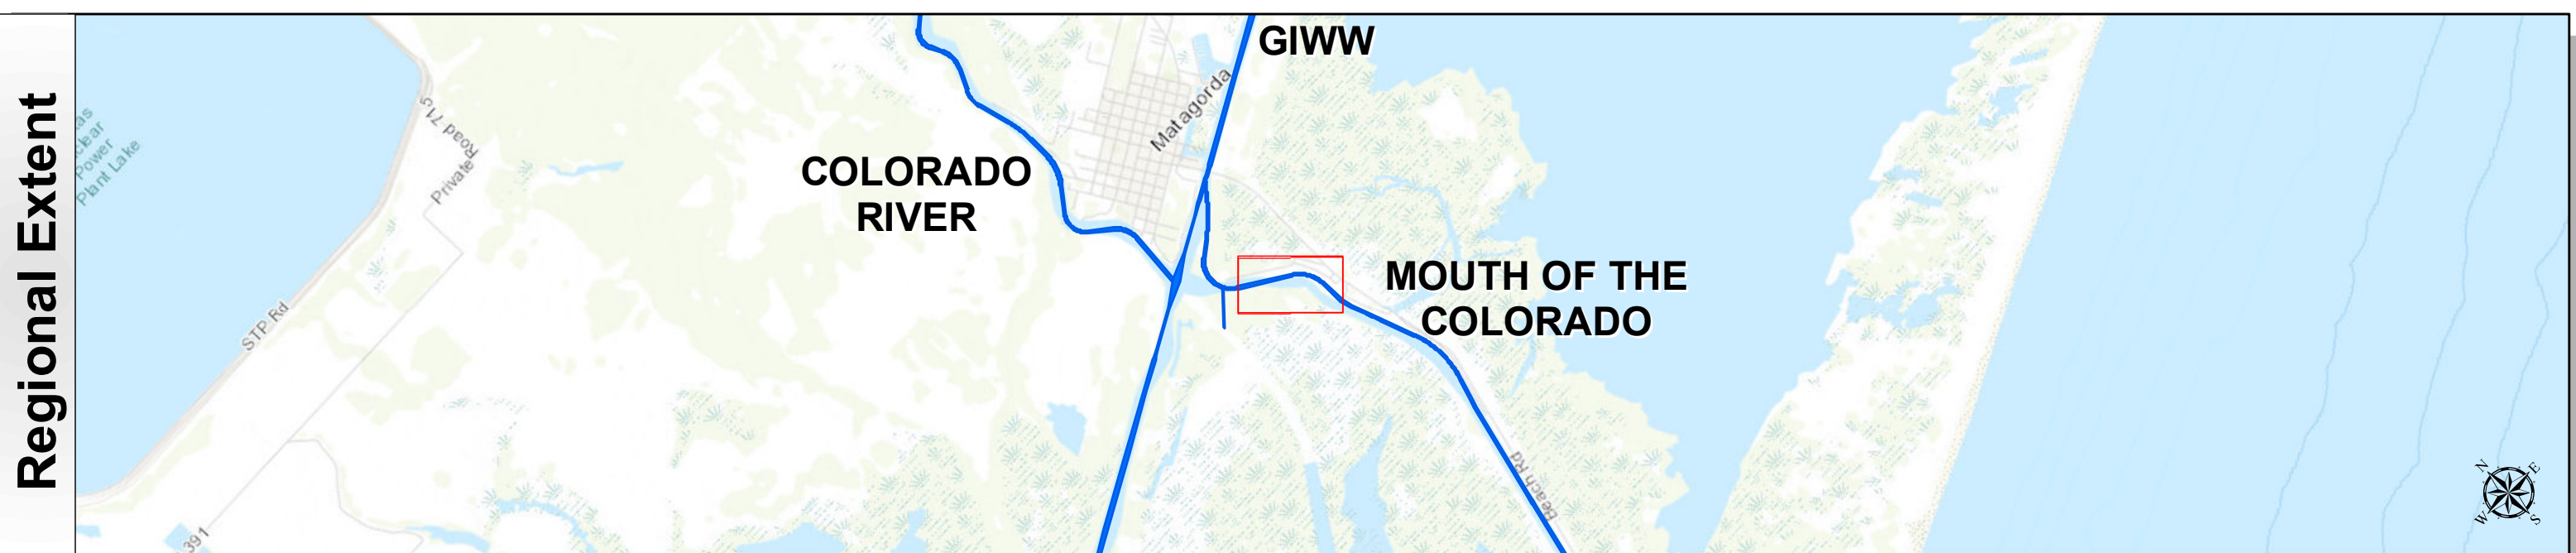 Regional Extent
GIWW
Matagorda
COLORADO
RIVER
MOUTH OF THE
COLORADO
Power
Plant Lake
Private
Road 715
STP Rd
391
Beach Rd
N
E
W
S